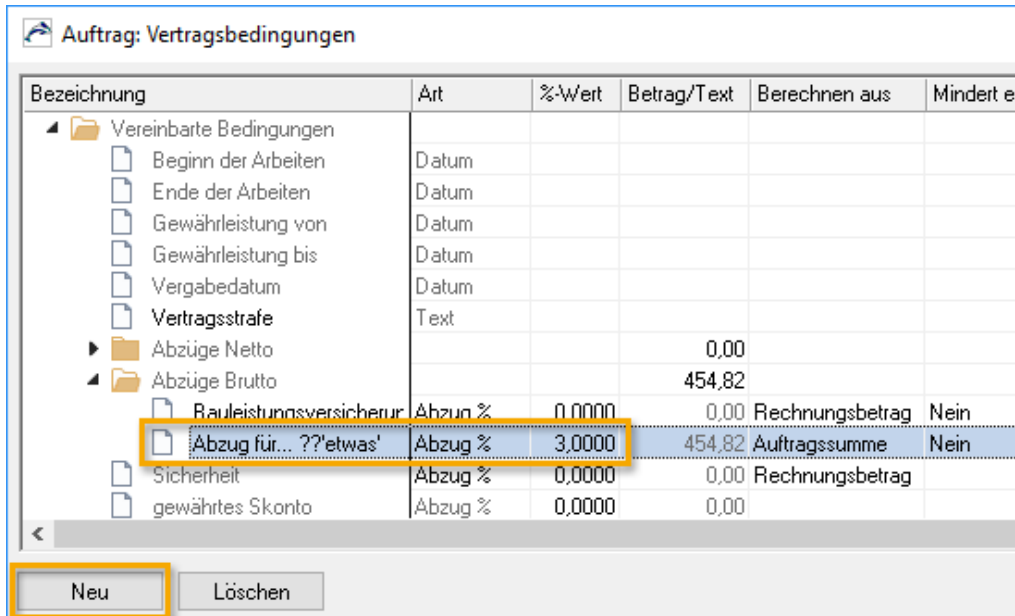 Auftrag: Vertragsbedingungen
Bezeichnung Art %-Wert Betrag/Text Berechnen aus Mindert e
Vereinbarte Bedingungen
Beginn der Arbeiten Datum
Ende der Arbeiten Datum
Gewährleistung von Datum
Gewährleistung bis Datum
Vergabedatum Datum
Vertragsstrafe Text
Abzüge Netto 0,00
Abzüge Brutto 454,82
Bauleistungsversicherur Abzug % 0,0000 0,00 Rechnungsbetrag Nein
Abzug für... ??'etwas' Abzug % 3,0000 454,82 Auftragssumme Nein
Sicherheit Abzug % 0,0000 0,00 Rechnungsbetrag
gewährtes Skonto Abzug % 0,0000 0,00
Neu Löschen